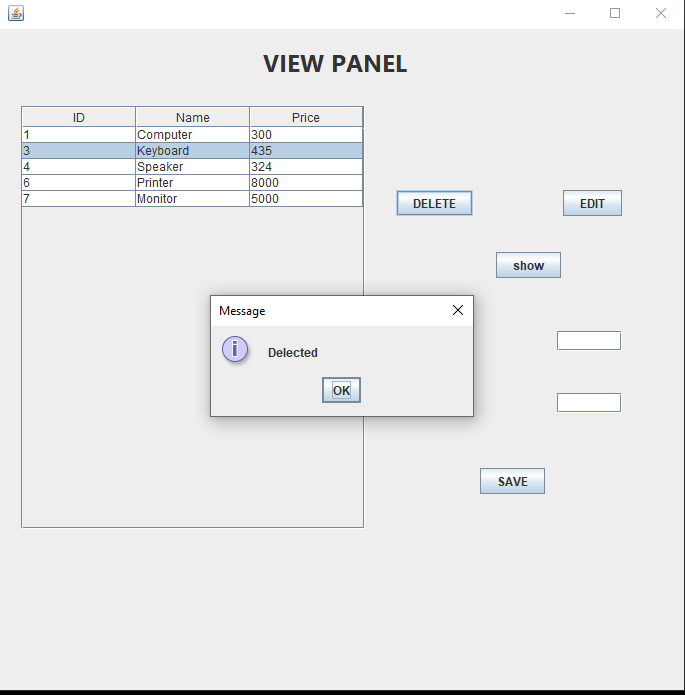 VIEW PANEL
ID Name Price
1 Computer 300
3 Keyboard 435
4 Speaker 324
6 Printer 8000
7 Monitor 5000
DELETE EDIT
show
Message
Delected
OK
SAVE